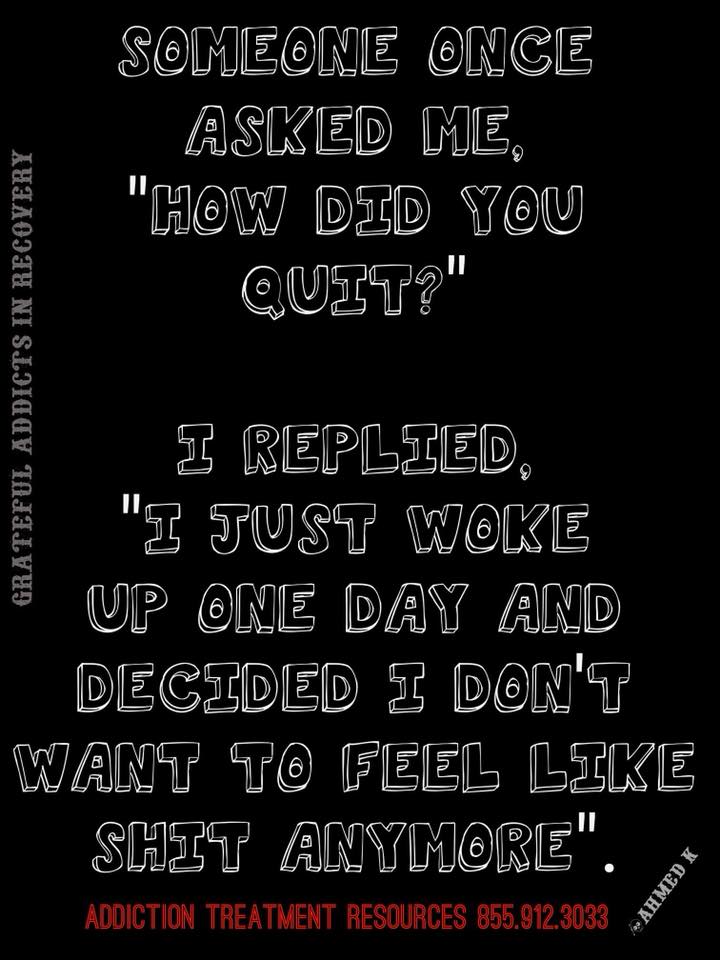 SOMEONE ONCE
ASKED ME,
"HOW DID YOU
QUIT?"
I REPLIED,
"I JUST WOKE
UP ONE DAY AND
DECIDED I DON'T
WANT TO FEEL LIKE
SHIT ANYMORE".
ADDICTION TREATMENT RESOURCES 855.912.3033
@AHMED K
GRATEFUL ADDICTS IN RECOVERY